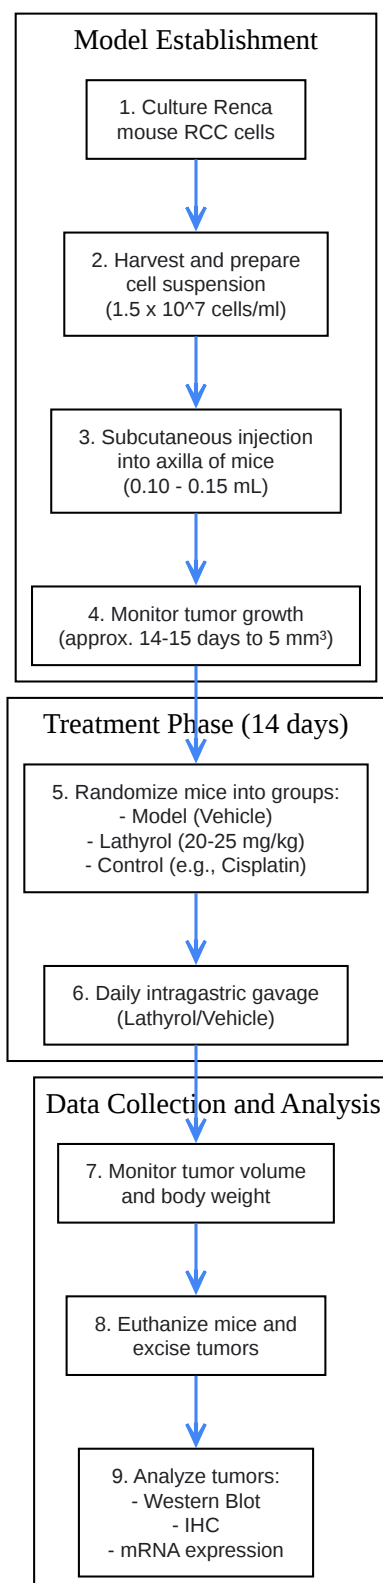 Model Establishment
1. Culture Renca
mouse RCC cells
2. Harvest and prepare
cell suspension
(1.5 x 10^7 cells/ml)
3. Subcutaneous injection
into axilla of mice
(0.10 - 0.15 mL)
4. Monitor tumor growth
(approx. 14-15 days to 5 mm³)
Treatment Phase (14 days)
5. Randomize mice into groups:
- Model (Vehicle)
- Lathyrol (20-25 mg/kg)
- Control (e.g., Cisplatin)
6. Daily intragastric gavage
(Lathyrol/Vehicle)
Data Collection and Analysis
7. Monitor tumor volume
and body weight
8. Euthanize mice and
excise tumors
9. Analyze tumors:
- Western Blot
- IHC
- mRNA expression